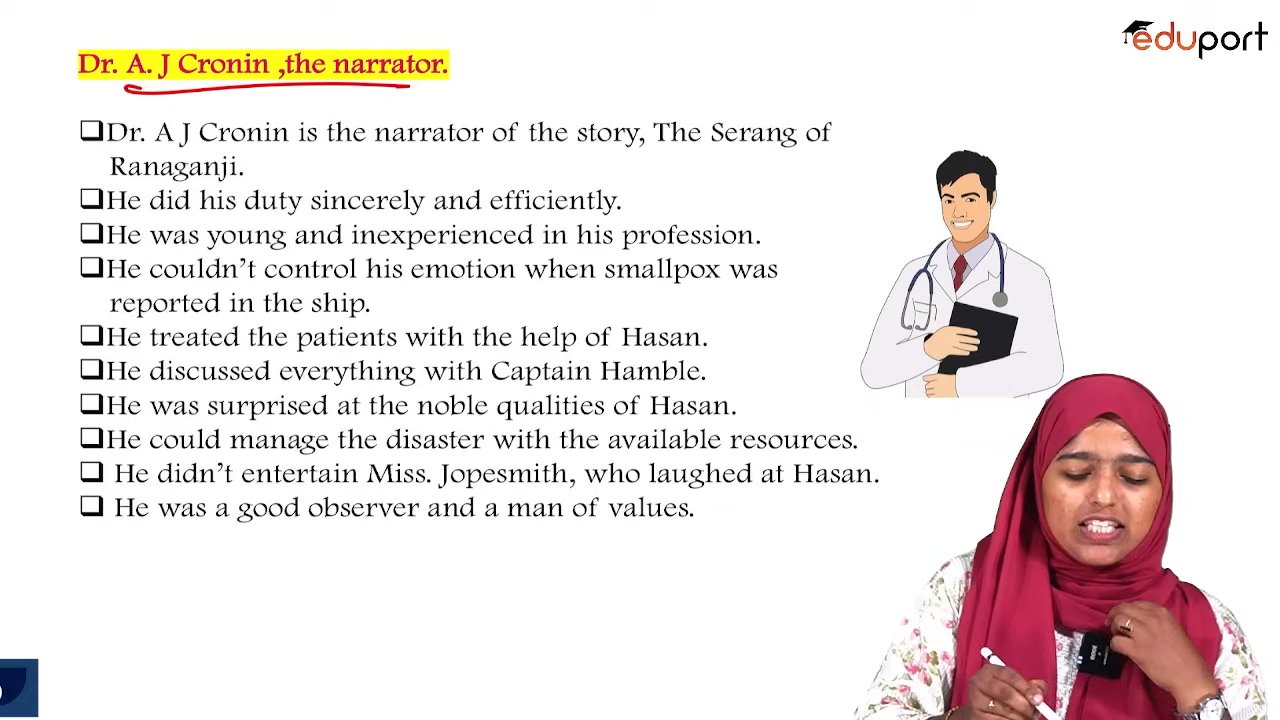 eduport
Dr. A. J Cronin ,the narrator.
❑Dr. A J Cronin is the narrator of the story, The Serang of
Ranaganji.
❑He did his duty sincerely and efficiently.
❑He was young and inexperienced in his profession.
❑He couldn't control his emotion when smallpox was
reported in the ship.
❑He treated the patients with the help of Hasan.
❑He discussed everything with Captain Hamble.
❑He was surprised at the noble qualities of Hasan.
❑He could manage the disaster with the available resources.
❑ He didn't entertain Miss. Jopesmith, who laughed at Hasan.
❑ He was a good observer and a man of values.